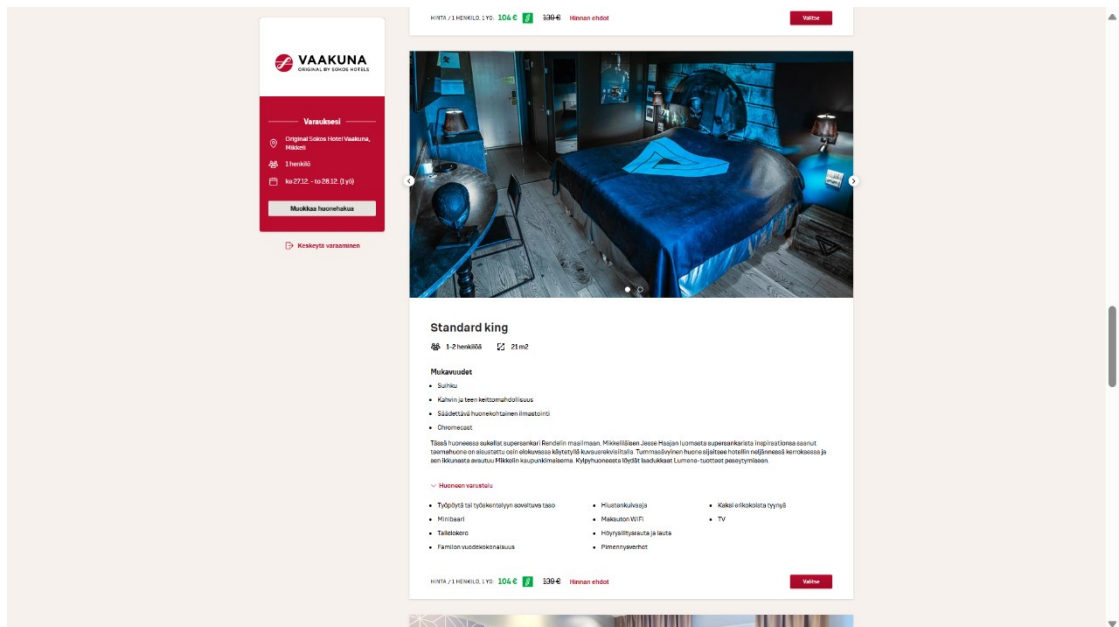 HINTA / 1 HENKILÖ, 1 YÖ: 104 € 139 € Hinnan ehdot
Valitse
VAAKUNA
ORIGINAL BY SOKOS HOTELS
Varauksesi
Original Sokos Hotel Vaakuna,
Mikkeli
1 henkilö
ke 27.12. – to 28.12. (1 yö)
Muokkaa huonehakua
Keskeytä varaaminen
Standard king
1-2 henkilöä 21 m2
Mukavuudet
Suihku
Kahvin ja teen keittomahdollisuus
Säädettävä huonekohtainen ilmastointi
Chromecast
Tässä huoneessa sukellat supersankari Rendelin maailmaan. Mikkeliläisen Jesse Haajan luomasta supersankarista inspiraationsa saanut
teemahuone on sisustettu osin elokuvassa käytetyllä kuvausrekvisiitalla. Tummasävyinen huone sijaitsee hotellin neljännessä kerroksessa ja
sen ikkunasta avautuu Mikkelin kaupunkimaisema. Kylpyhuoneesta löydät laadukkaat Lumene-tuotteet peseytymiseen.
Huoneen varustelu
Työpöytä tai työskentelyyn soveltuva taso
Minibaari
Tallelokero
Familon vuodekokonaisuus
Hiustenkuivaaja
Maksuton WiFi
Höyrysilitysrauta ja lauta
Pimennysverhot
Kaksi erikokoista tyynyä
TV
HINTA / 1 HENKILÖ, 1 YÖ: 104 € 139 € Hinnan ehdot
Valitse